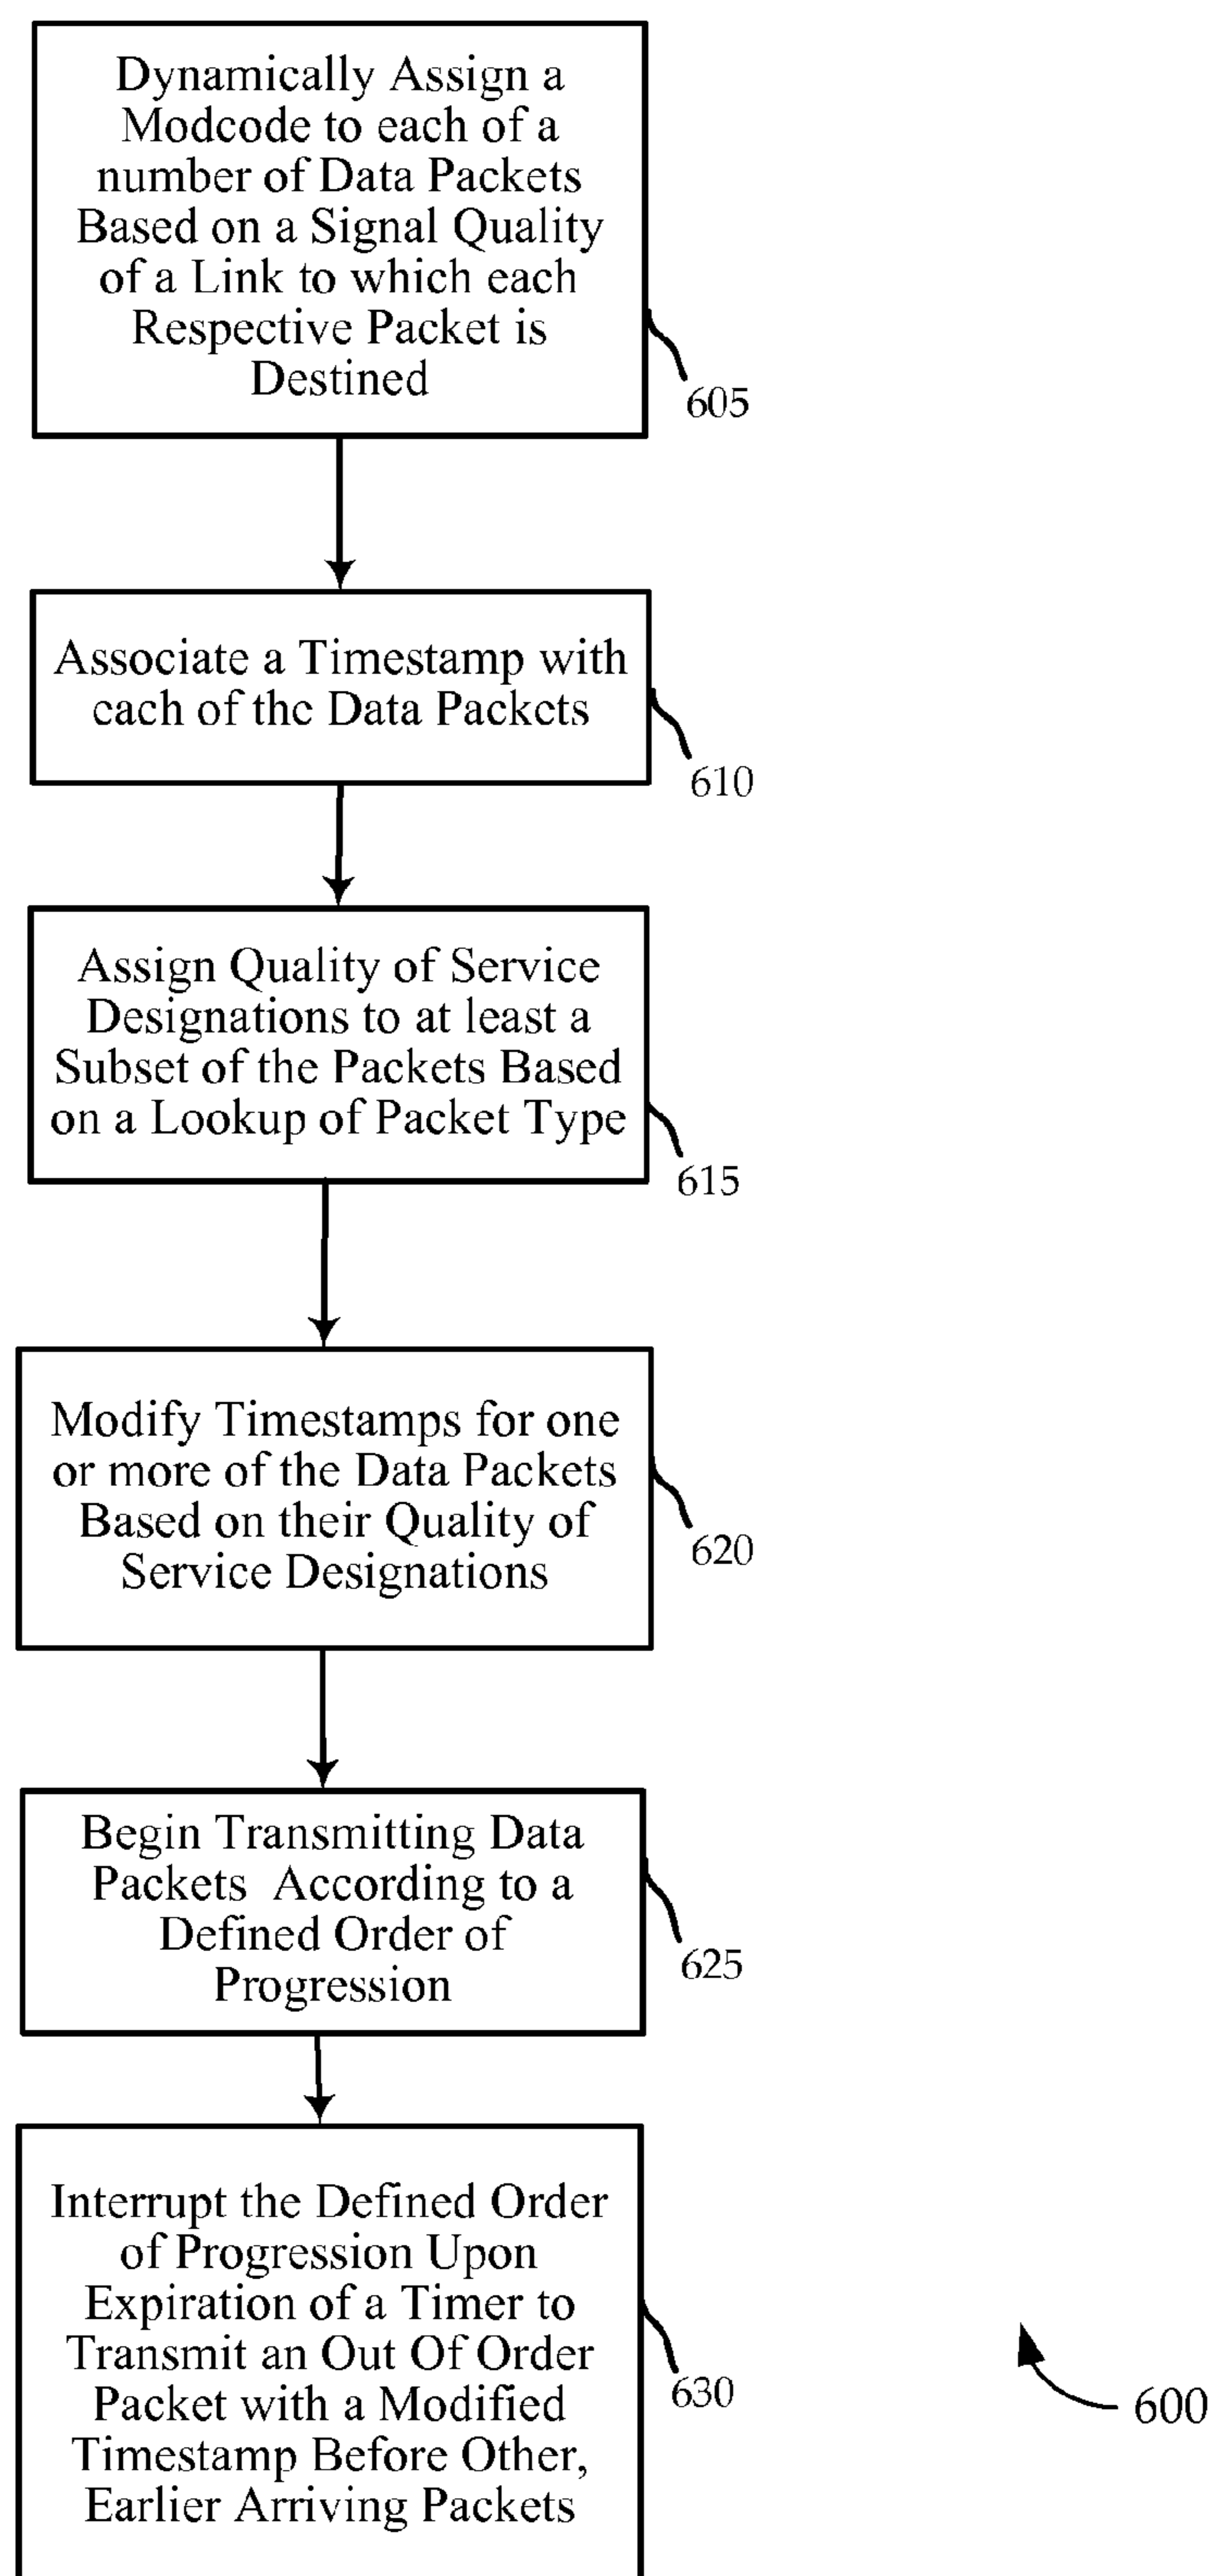 Dynamically Assign a
Modcode to each of a
number of Data Packets
Based on a Signal Quality
of a Link to which each
Respective Packet is
Destined
605
Associate a Timestamp with
each of the Data Packets
610
Assign Quality of Service
Designations to at least a
Subset of the Packets Based
on a Lookup of Packet Type
615
Modify Timestamps for one
or more of the Data Packets
Based on their Quality of
Service Designations
620
Begin Transmitting Data
Packets According to a
Defined Order of
Progression
625
Interrupt the Defined Order
of Progression Upon
Expiration of a Timer to
Transmit an Out Of Order
Packet with a Modified
Timestamp Before Other,
Earlier Arriving Packets
630
600